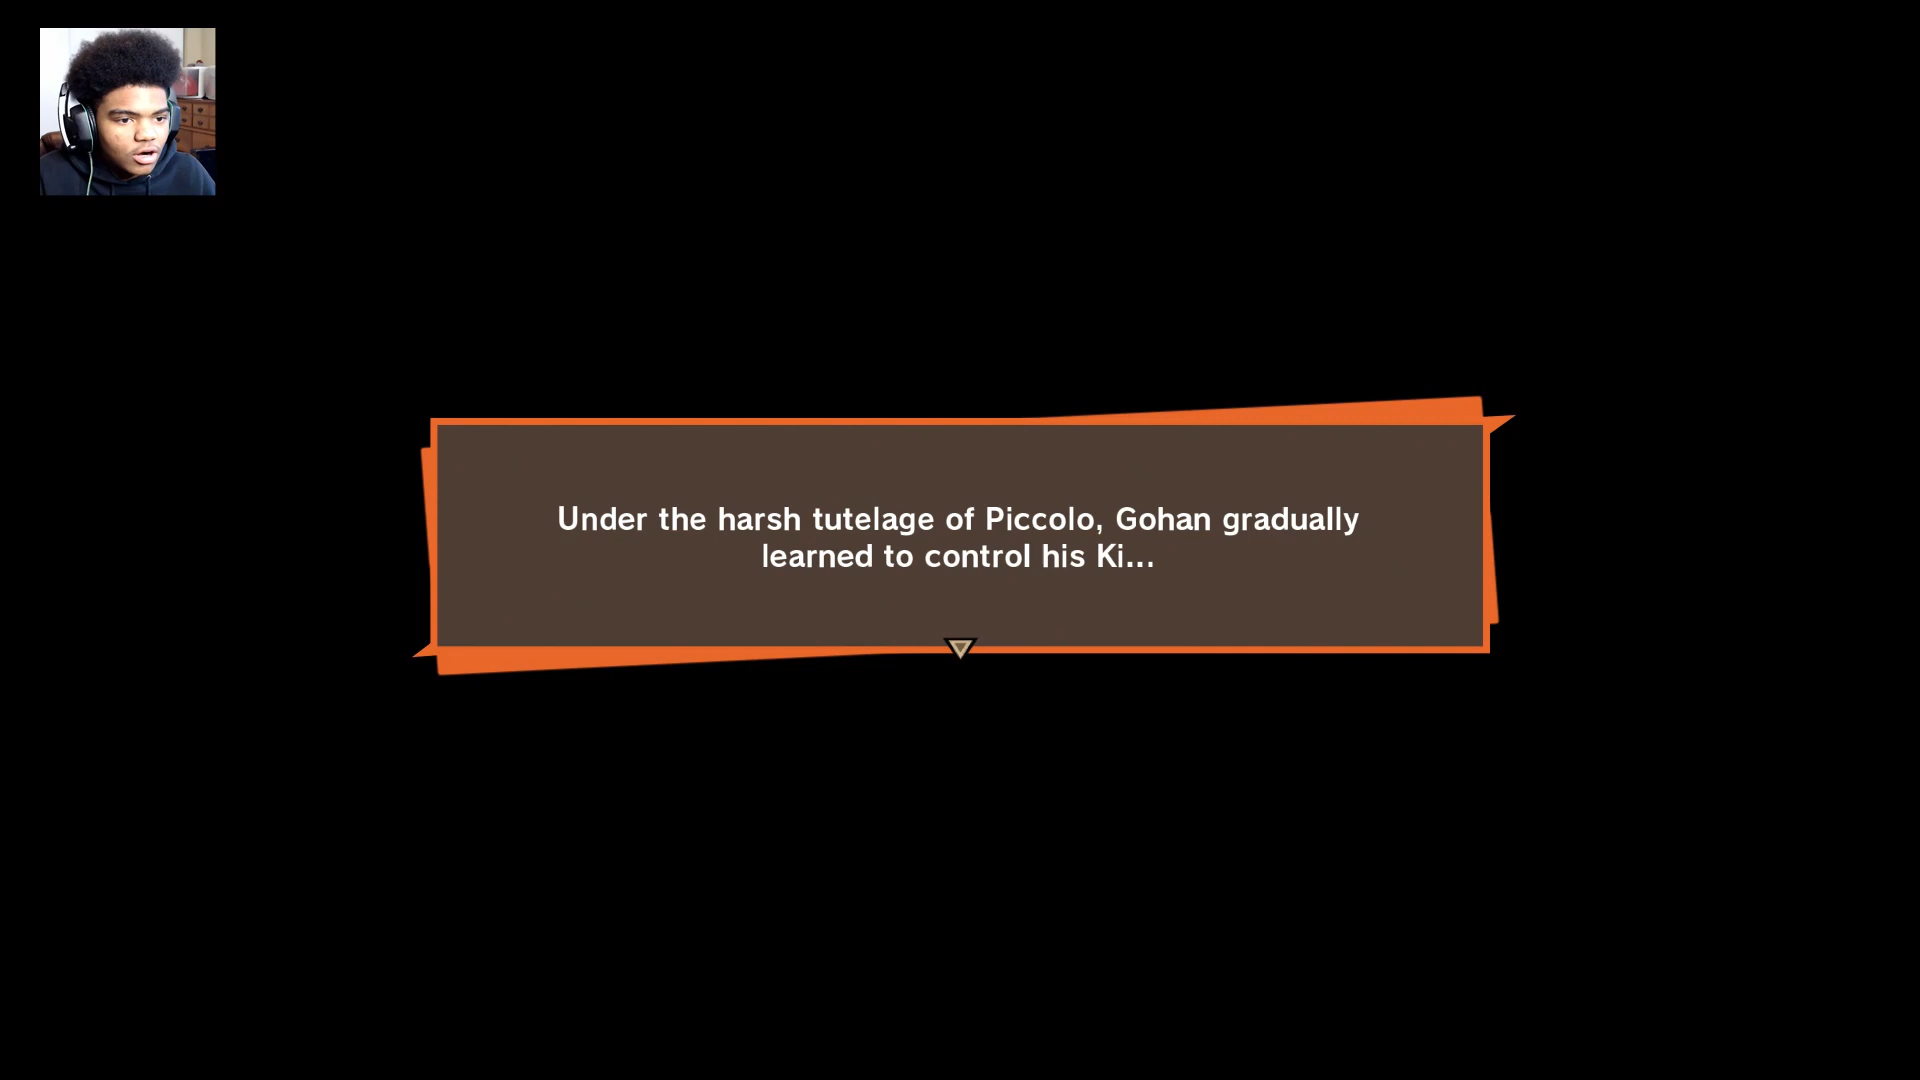 Under the harsh tutelage of Piccolo, Gohan gradually
learned to control his Ki...